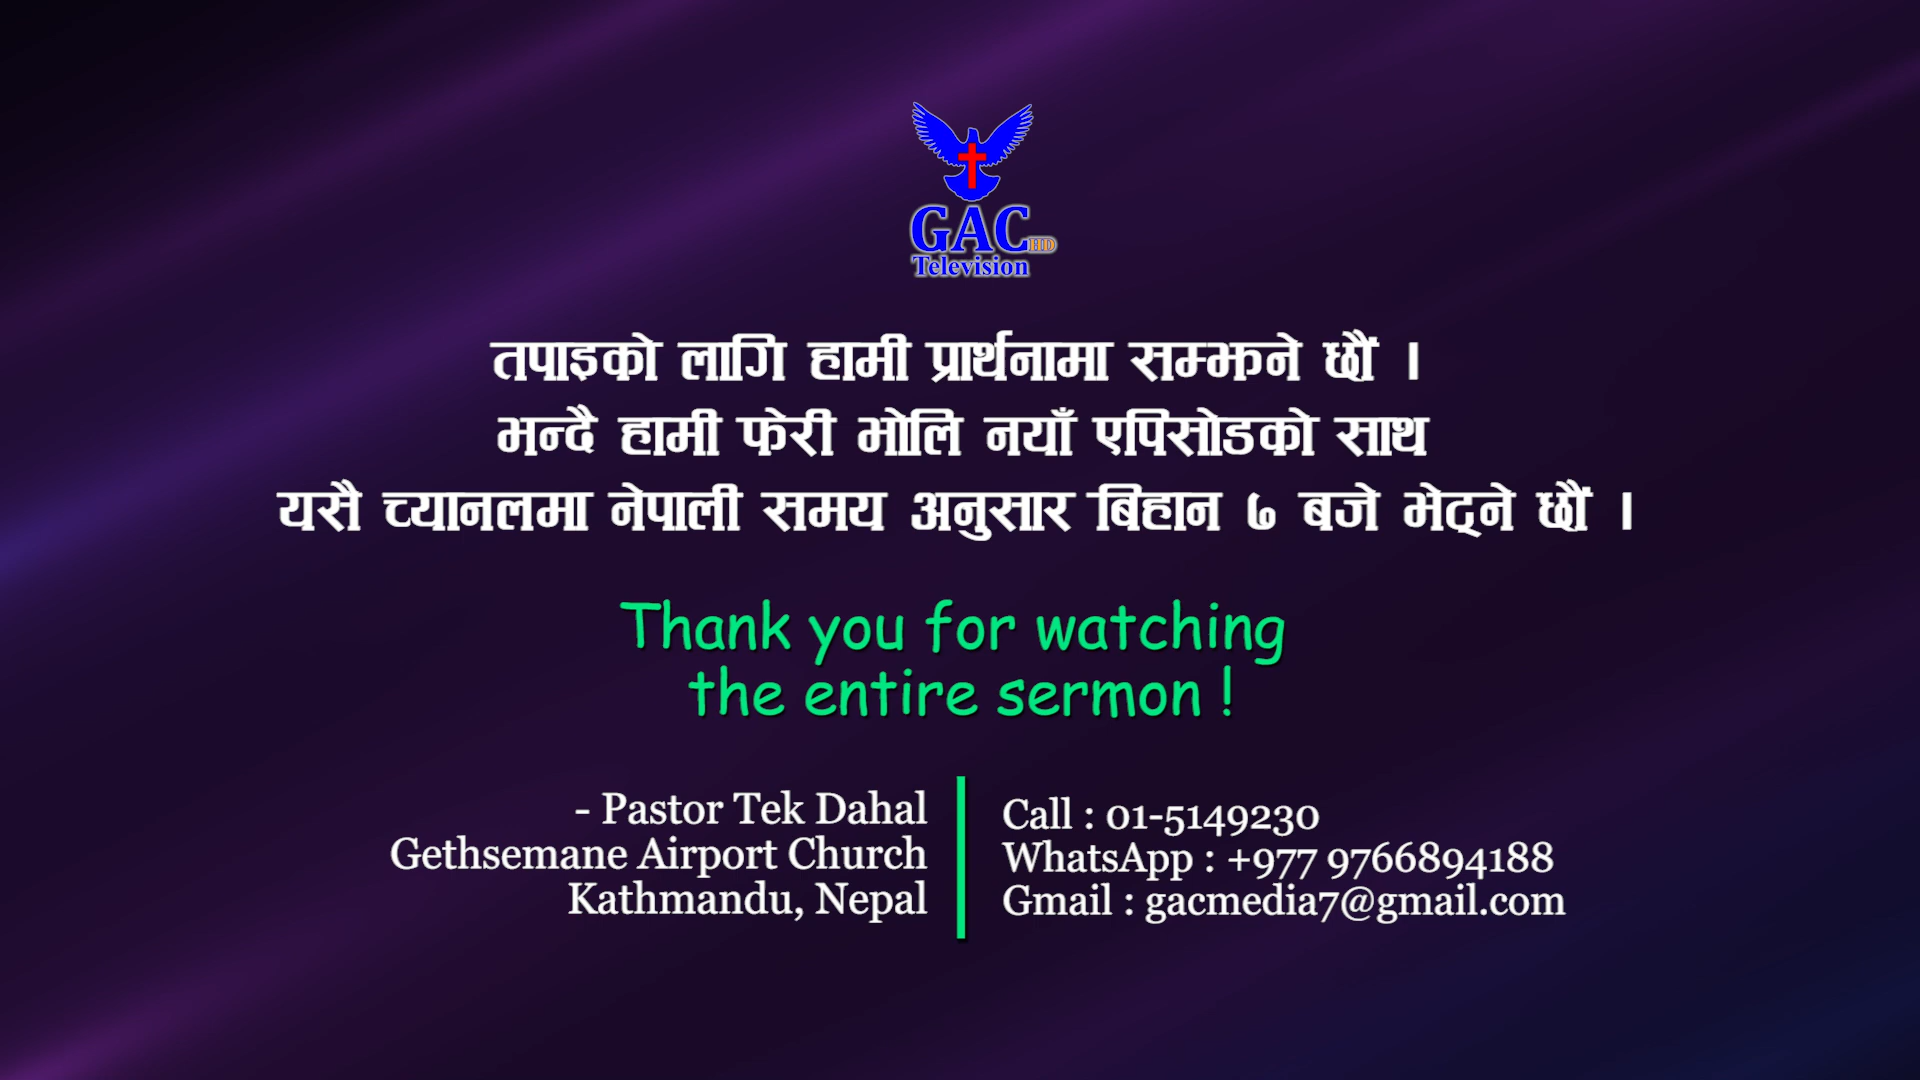 GAC HD
Television
तपाइको लागि हामी प्रार्थनामा सम्झने छौं ।
भन्दै हामी फेरी भोलि नयाँ एपिसोडको साथ
यसै च्यानलमा नेपाली समय अनुसार बिहान ७ बजे भेट्ने छौं ।
Thank you for watching
the entire sermon !
- Pastor Tek Dahal
Gethsemane Airport Church
Kathmandu, Nepal
Call : 01-5149230
WhatsApp : +977 9766894188
Gmail : gacmedia7@gmail.com